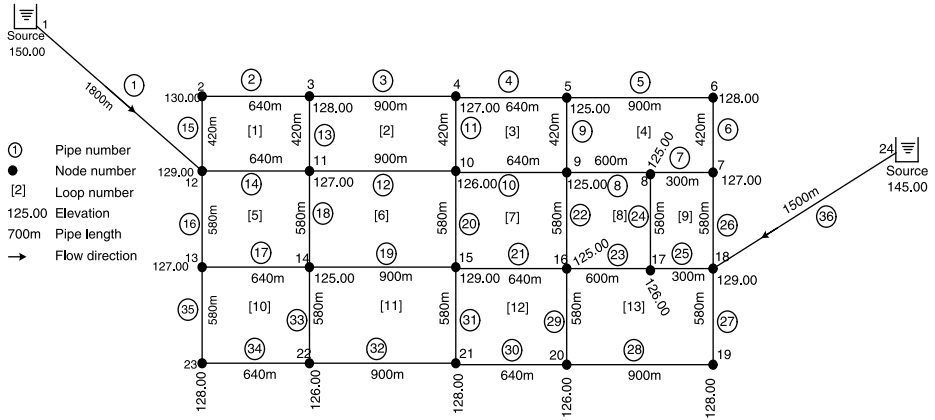 1
Source
150.00
1
1800m
2 2 3 3 4 4 5 5 6
130.00 640m 128.00 900m 127.00 640m 125.00 900m 128.00
15 420m [1] 420m 13 [2] 420m 11 [3] 420m 9 [4] 125.00 420m 6
7
640m 11 900m 10 640m 9 600m 8 300m 7
129.00 12 14 127.00 12 126.00 10 125.00 8 127.00
24
Source
145.00
1500m
36
1 Pipe number
Node number
[2] Loop number
125.00 Elevation
700m Pipe length
Flow direction
16 580m [5] 580m 18 [6] 580m 20 [7] 580m 22 [8] 24 580m [9] 580m 26
13 17 14 19 15 21 16 125.00 23 17 25 18
127.00 640m 125.00 900m 129.00 640m 600m 126.00 300m 129.00
35 580m [10] 33 580m [11] 580m 31 [12] 29 580m [13] 580m 27
23 34 22 32 21 30 20 28 19
640m 900m 640m 900m
128.00 126.00 128.00 126.00 128.00